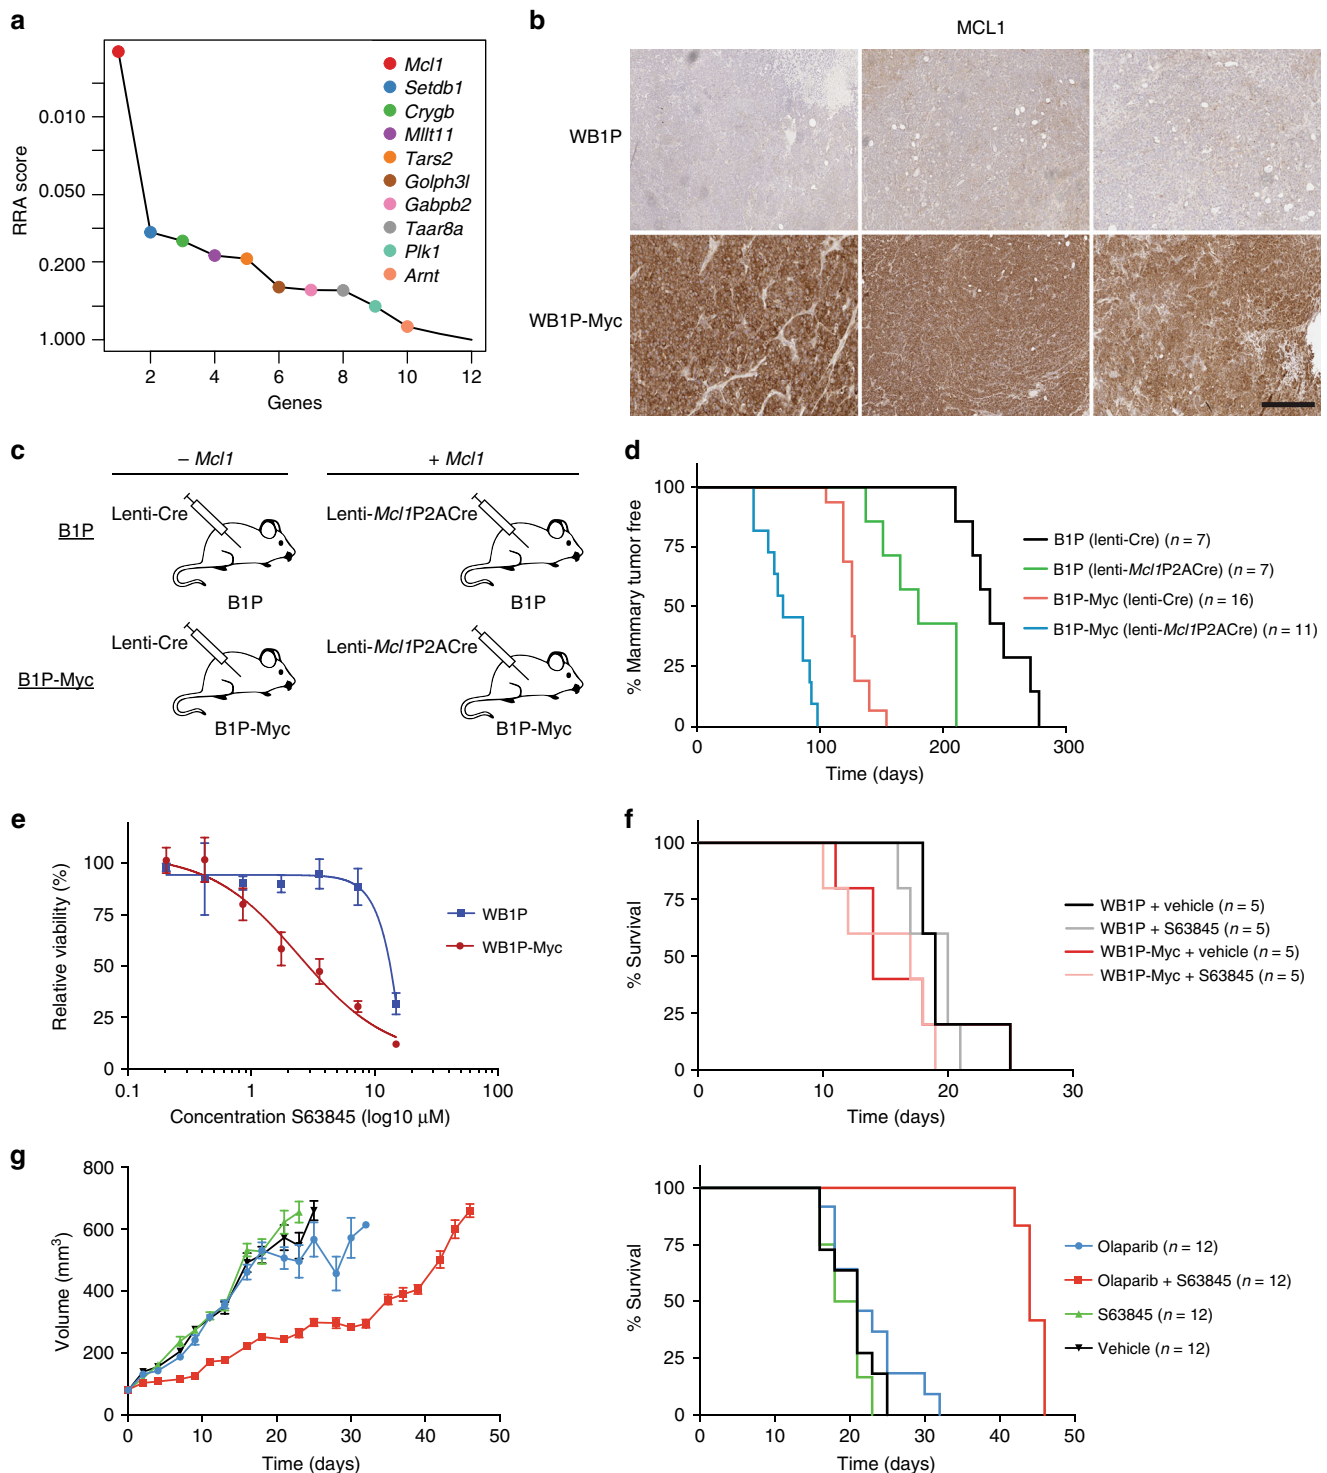 a
RRA score
0.010
0.050
0.200
1.000
2 4 6 8 10 12
Genes
Mcl1
Setdb1
Crygb
Mllt11
Tars2
Golph3l
Gabpb2
Taar8a
Plk1
Arnt
b
MCL1
WB1P
WB1P-Myc
c
– Mcl1
+ Mcl1
B1P
Lenti-Cre
Lenti-Mcl1P2ACre
B1P
B1P
B1P-Myc
Lenti-Cre
Lenti-Mcl1P2ACre
B1P-Myc
B1P-Myc
d
% Mammary tumor free
100
75
50
25
0
0 100 200 300
Time (days)
B1P (lenti-Cre) (n = 7)
B1P (lenti-Mcl1P2ACre) (n = 7)
B1P-Myc (lenti-Cre) (n = 16)
B1P-Myc (lenti-Mcl1P2ACre) (n = 11)
e
Relative viability (%)
100
75
50
25
0
0.1 1 10 100
Concentration S63845 (log10 μM)
WB1P
WB1P-Myc
f
% Survival
100
75
50
25
0
0 10 20 30
Time (days)
WB1P + vehicle (n = 5)
WB1P + S63845 (n = 5)
WB1P-Myc + vehicle (n = 5)
WB1P-Myc + S63845 (n = 5)
g
Volume (mm³)
800
600
400
200
0
0 10 20 30 40 50
Time (days)
% Survival
100
75
50
25
0
0 10 20 30 40 50
Time (days)
Olaparib (n = 12)
Olaparib + S63845 (n = 12)
S63845 (n = 12)
Vehicle (n = 12)